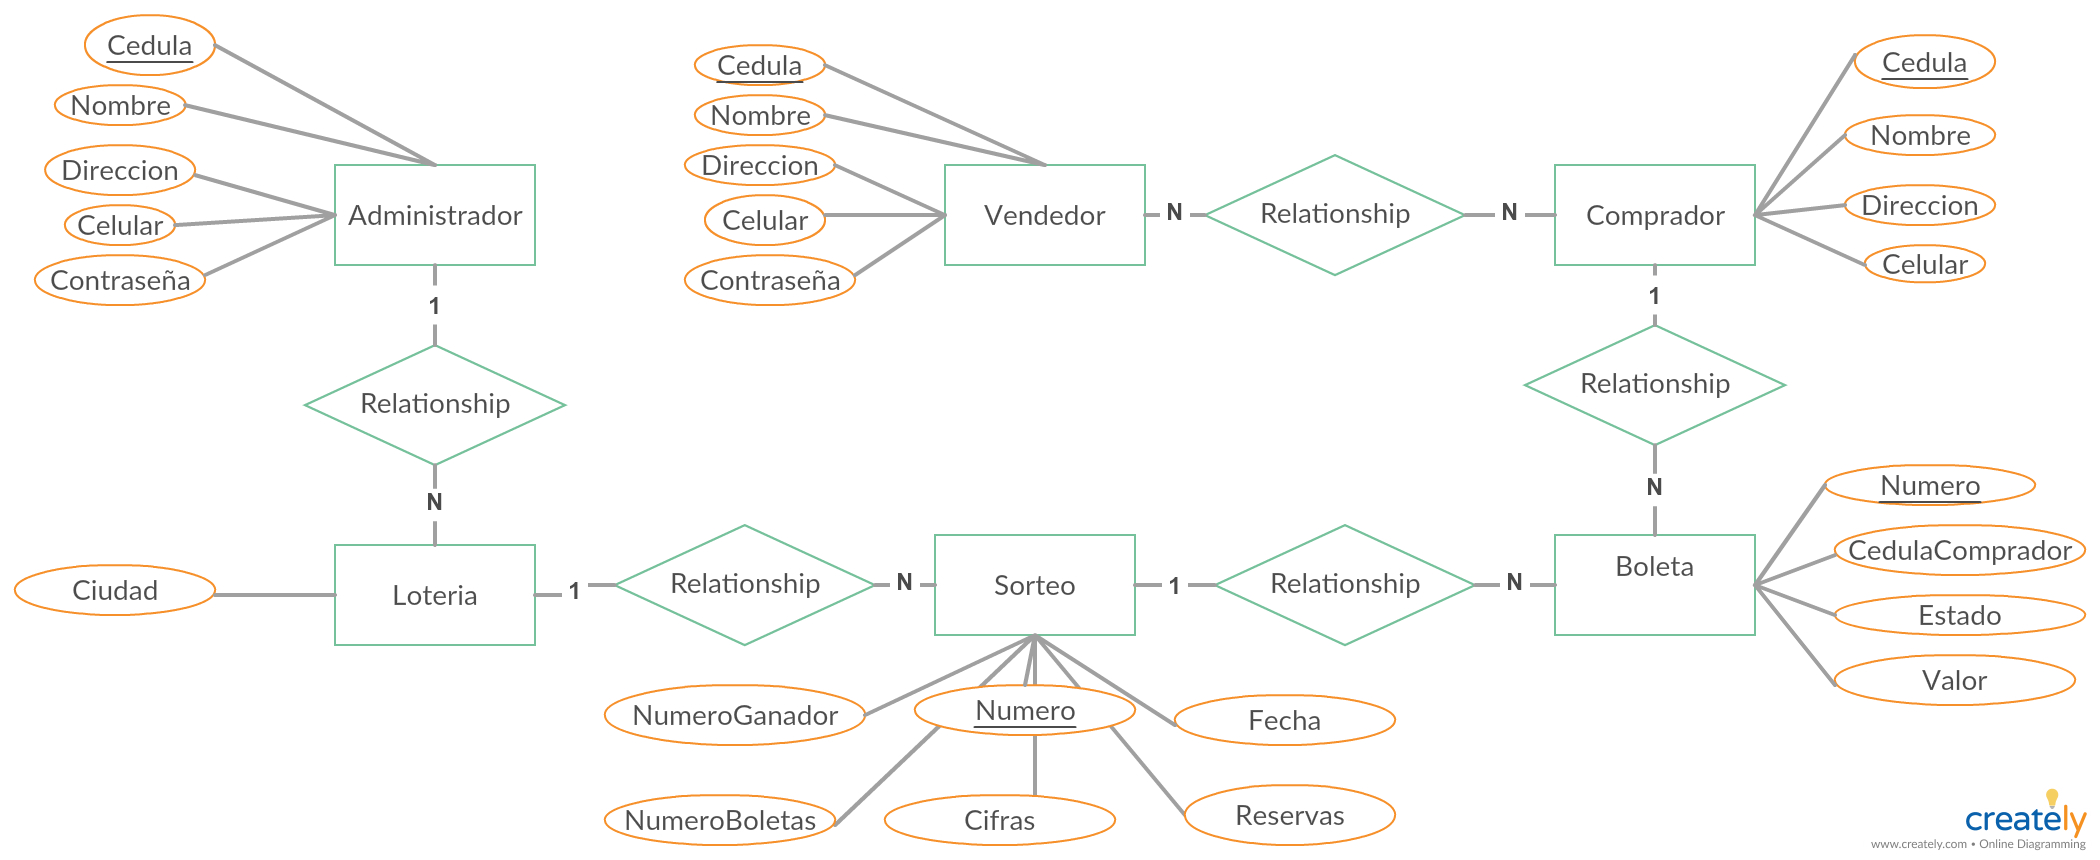 Cedula
Nombre
Direccion
Celular
Contraseña
Administrador
1
Relationship
N
Ciudad
Loteria
1
Relationship
N
Cedula
Nombre
Direccion
Celular
Contraseña
Vendedor
N
Relationship
N
Comprador
Cedula
Nombre
Direccion
Celular
1
Relationship
N
Sorteo
1
Relationship
N
Boleta
Numero
CedulaComprador
Estado
Valor
NumeroGanador
Numero
Fecha
NumeroBoletas
Cifras
Reservas
creately
www.creately.com • Online Diagramming